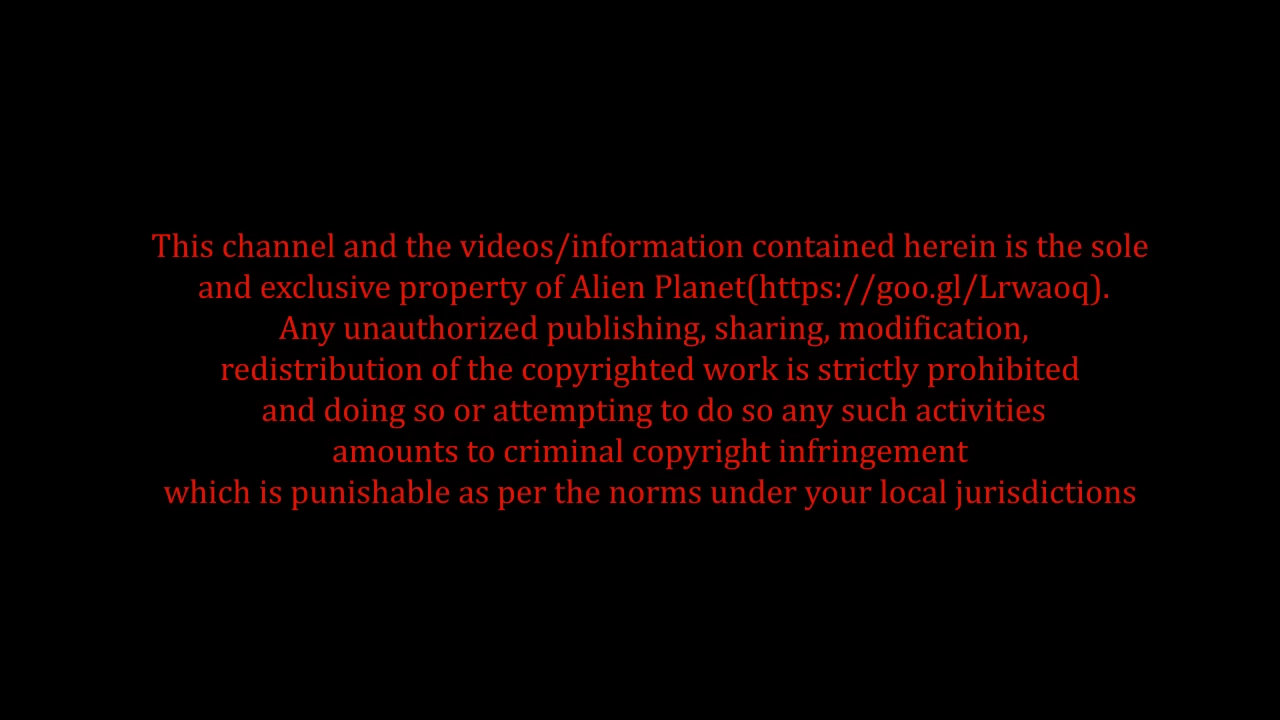 This channel and the videos/information contained herein is the sole
and exclusive property of Alien Planet(https://goo.gl/Lrwaoq).
Any unauthorized publishing, sharing, modification,
redistribution of the copyrighted work is strictly prohibited
and doing so or attempting to do so any such activities
amounts to criminal copyright infringement
which is punishable as per the norms under your local jurisdictions